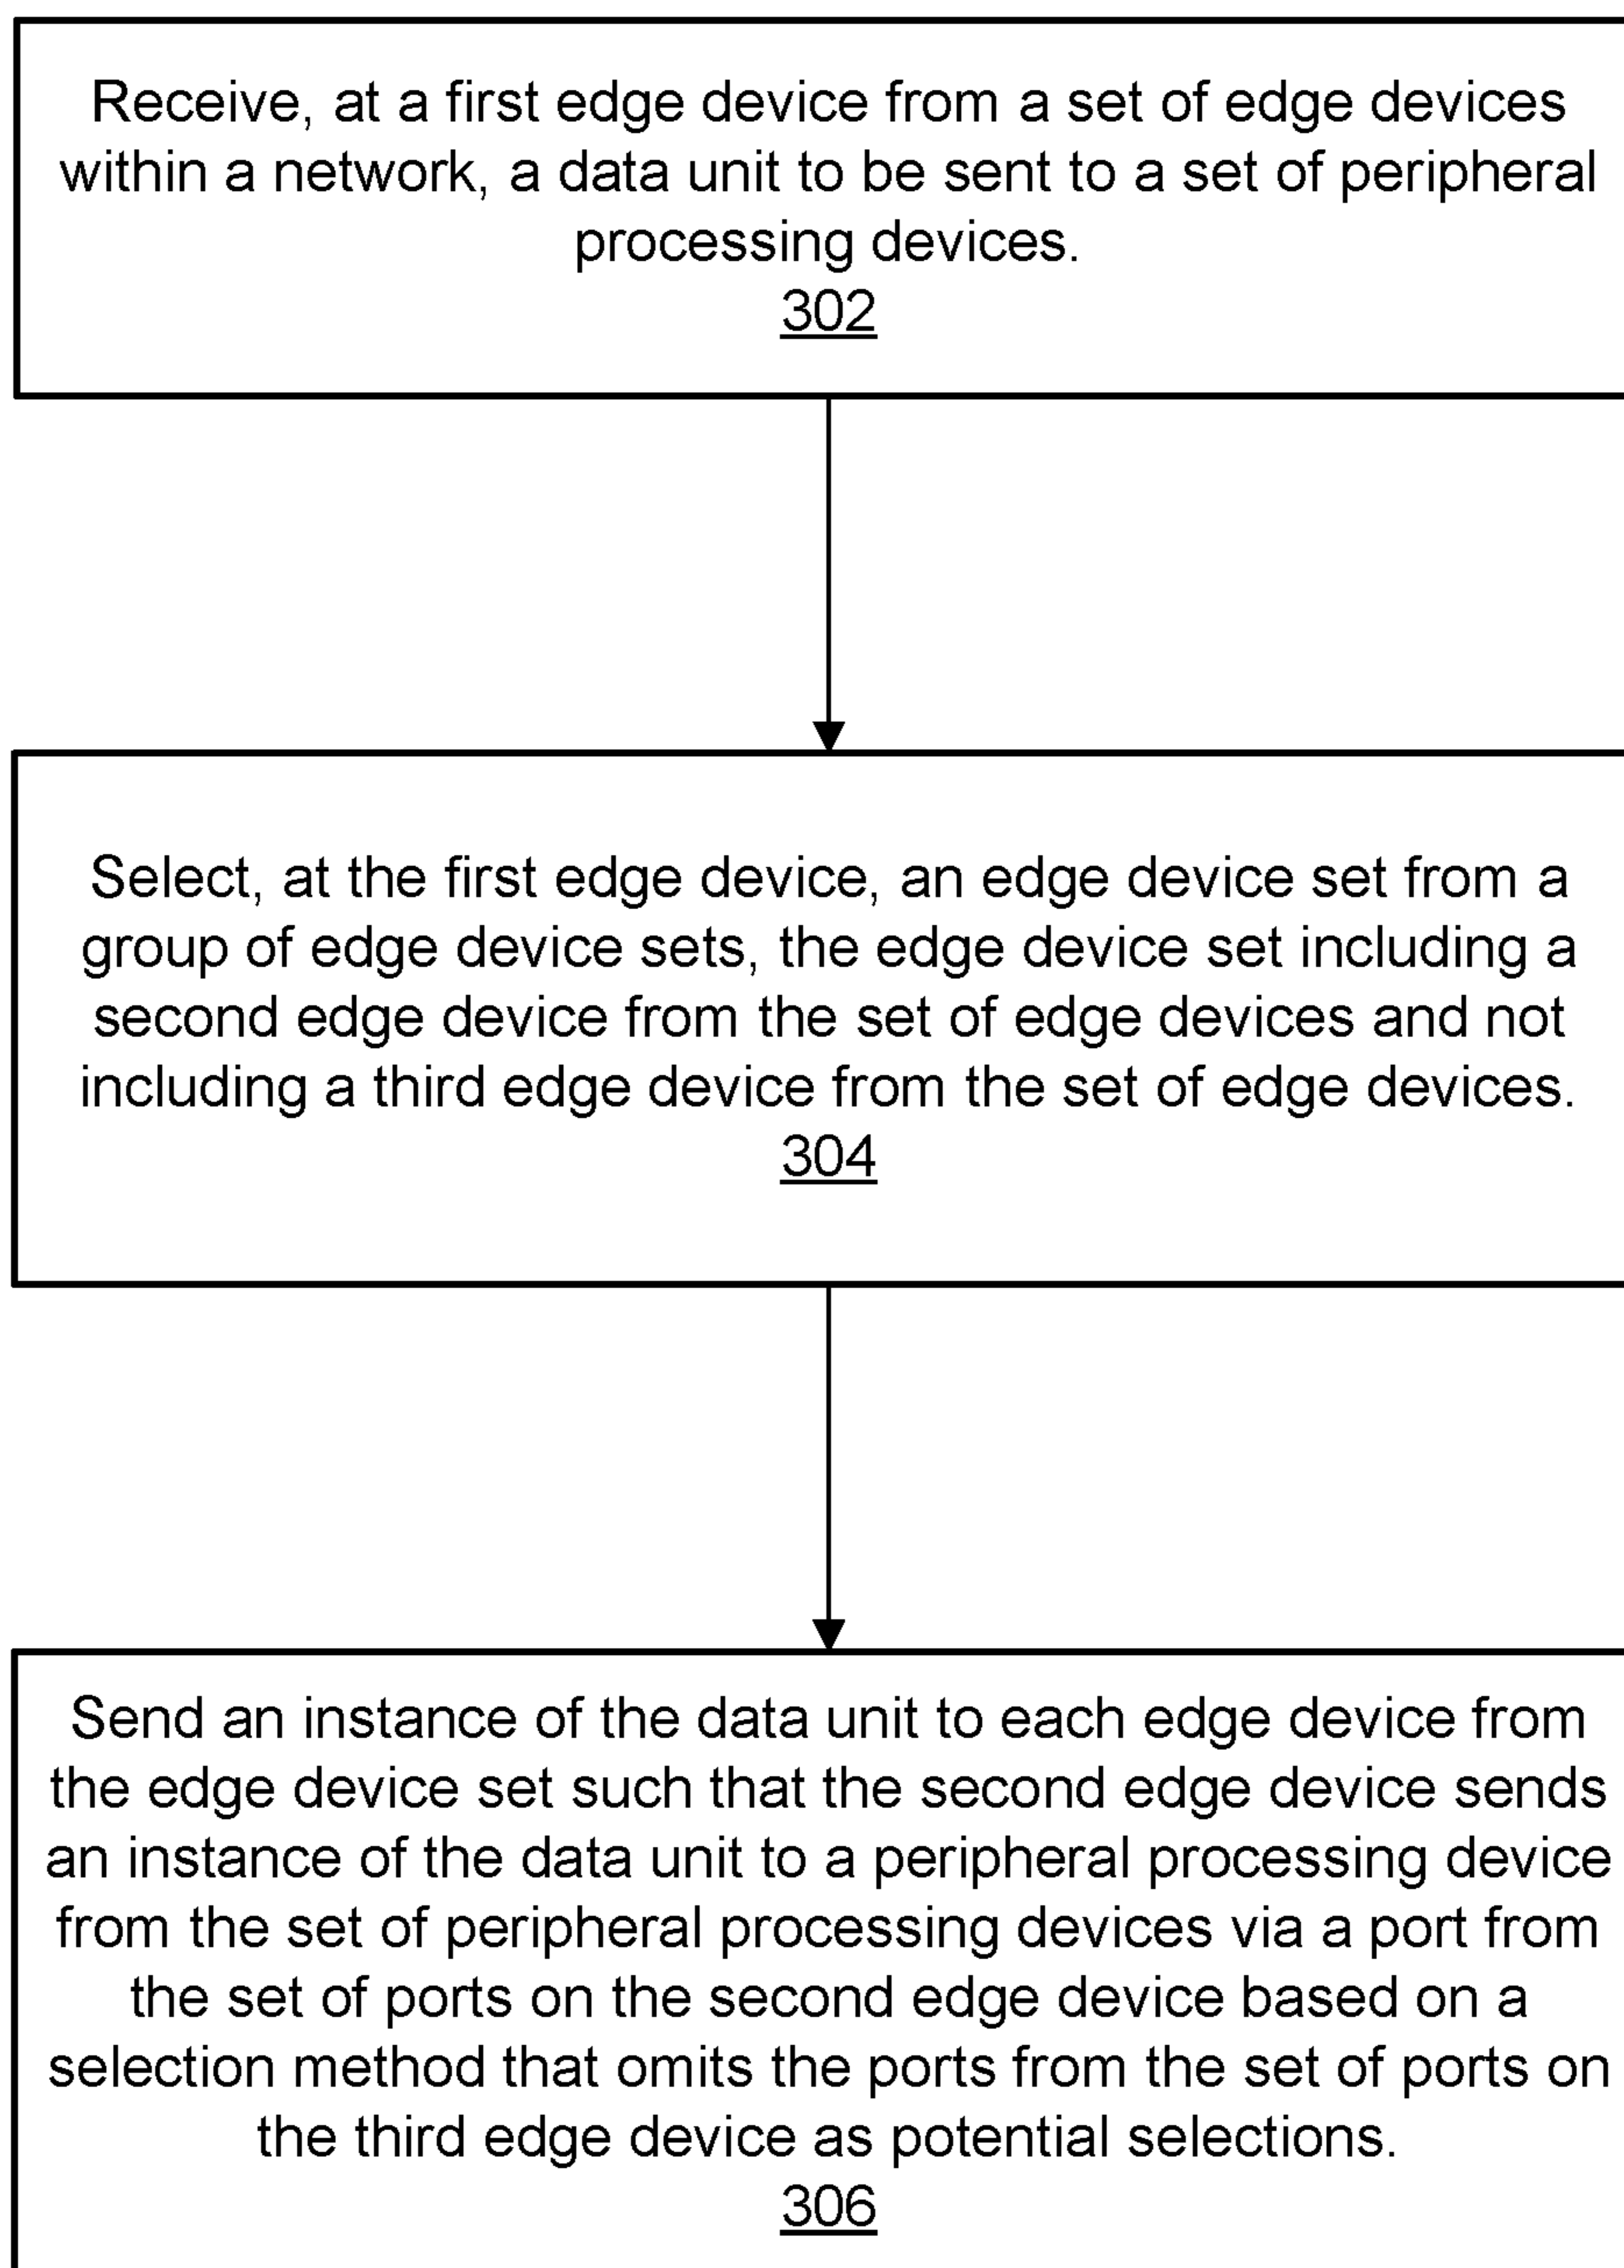 Receive, at a first edge device from a set of edge devices
within a network, a data unit to be sent to a set of peripheral
processing devices.
302
Select, at the first edge device, an edge device set from a
group of edge device sets, the edge device set including a
second edge device from the set of edge devices and not
including a third edge device from the set of edge devices.
304
Send an instance of the data unit to each edge device from
the edge device set such that the second edge device sends
an instance of the data unit to a peripheral processing device
from the set of peripheral processing devices via a port from
the set of ports on the second edge device based on a
selection method that omits the ports from the set of ports on
the third edge device as potential selections.
306